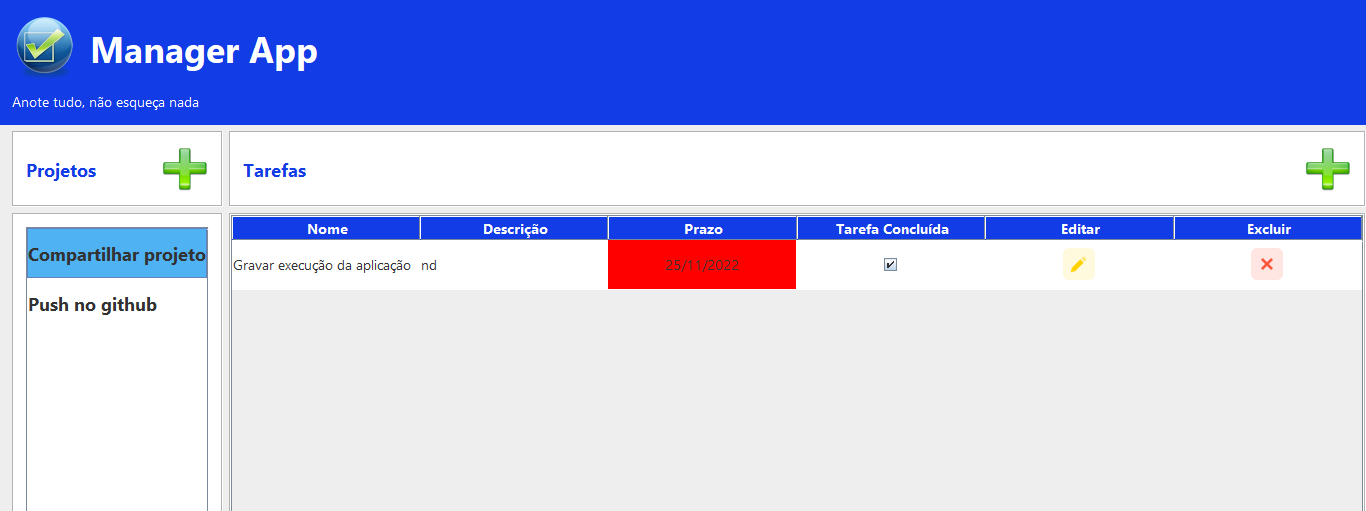 Manager App
Anote tudo, não esqueça nada
Projetos
Tarefas
Compartilhar projeto
Push no github
Nome Descrição Prazo Tarefa Concluída Editar Excluir
Gravar execução da aplicação nd 25/11/2022